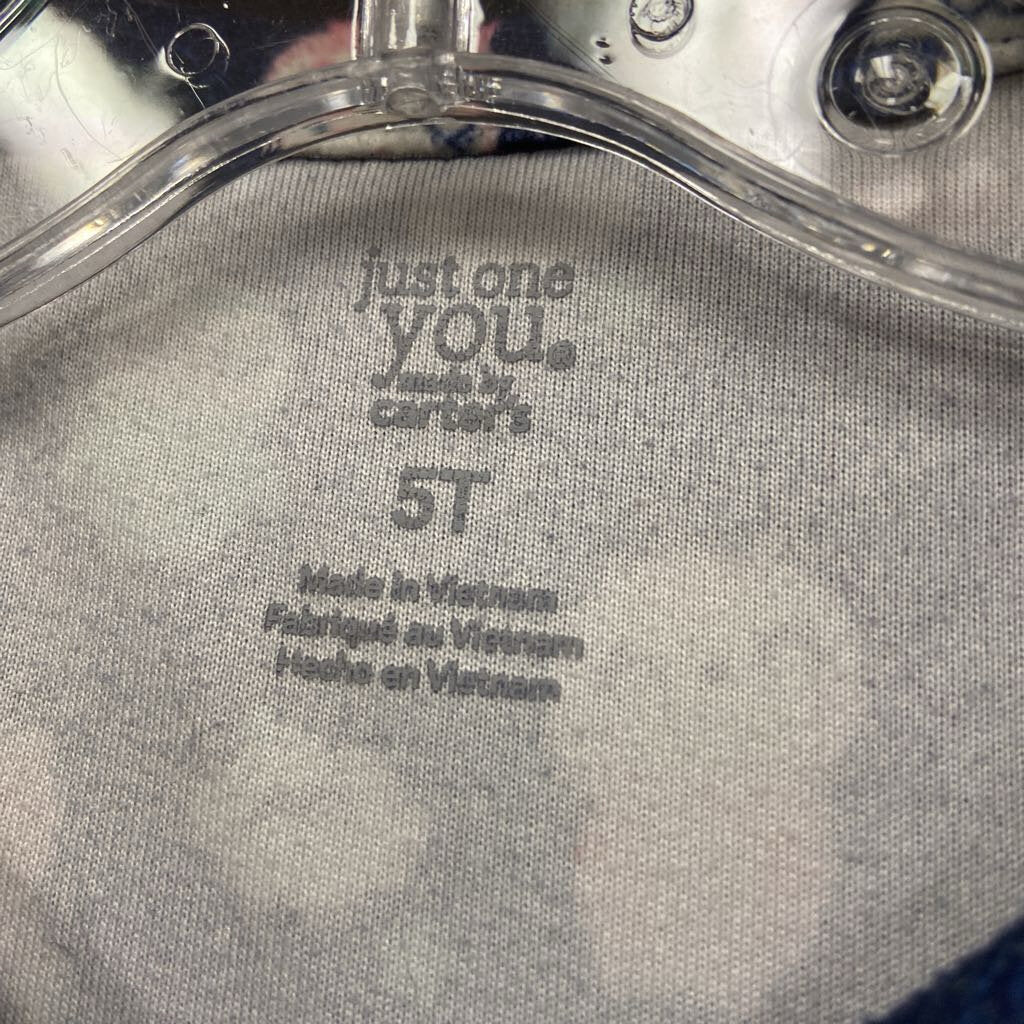 just one
you.®
made by
carter's
5T
Made in Vietnam
Fabriqué au Vietnam
Hecho en Vietnam